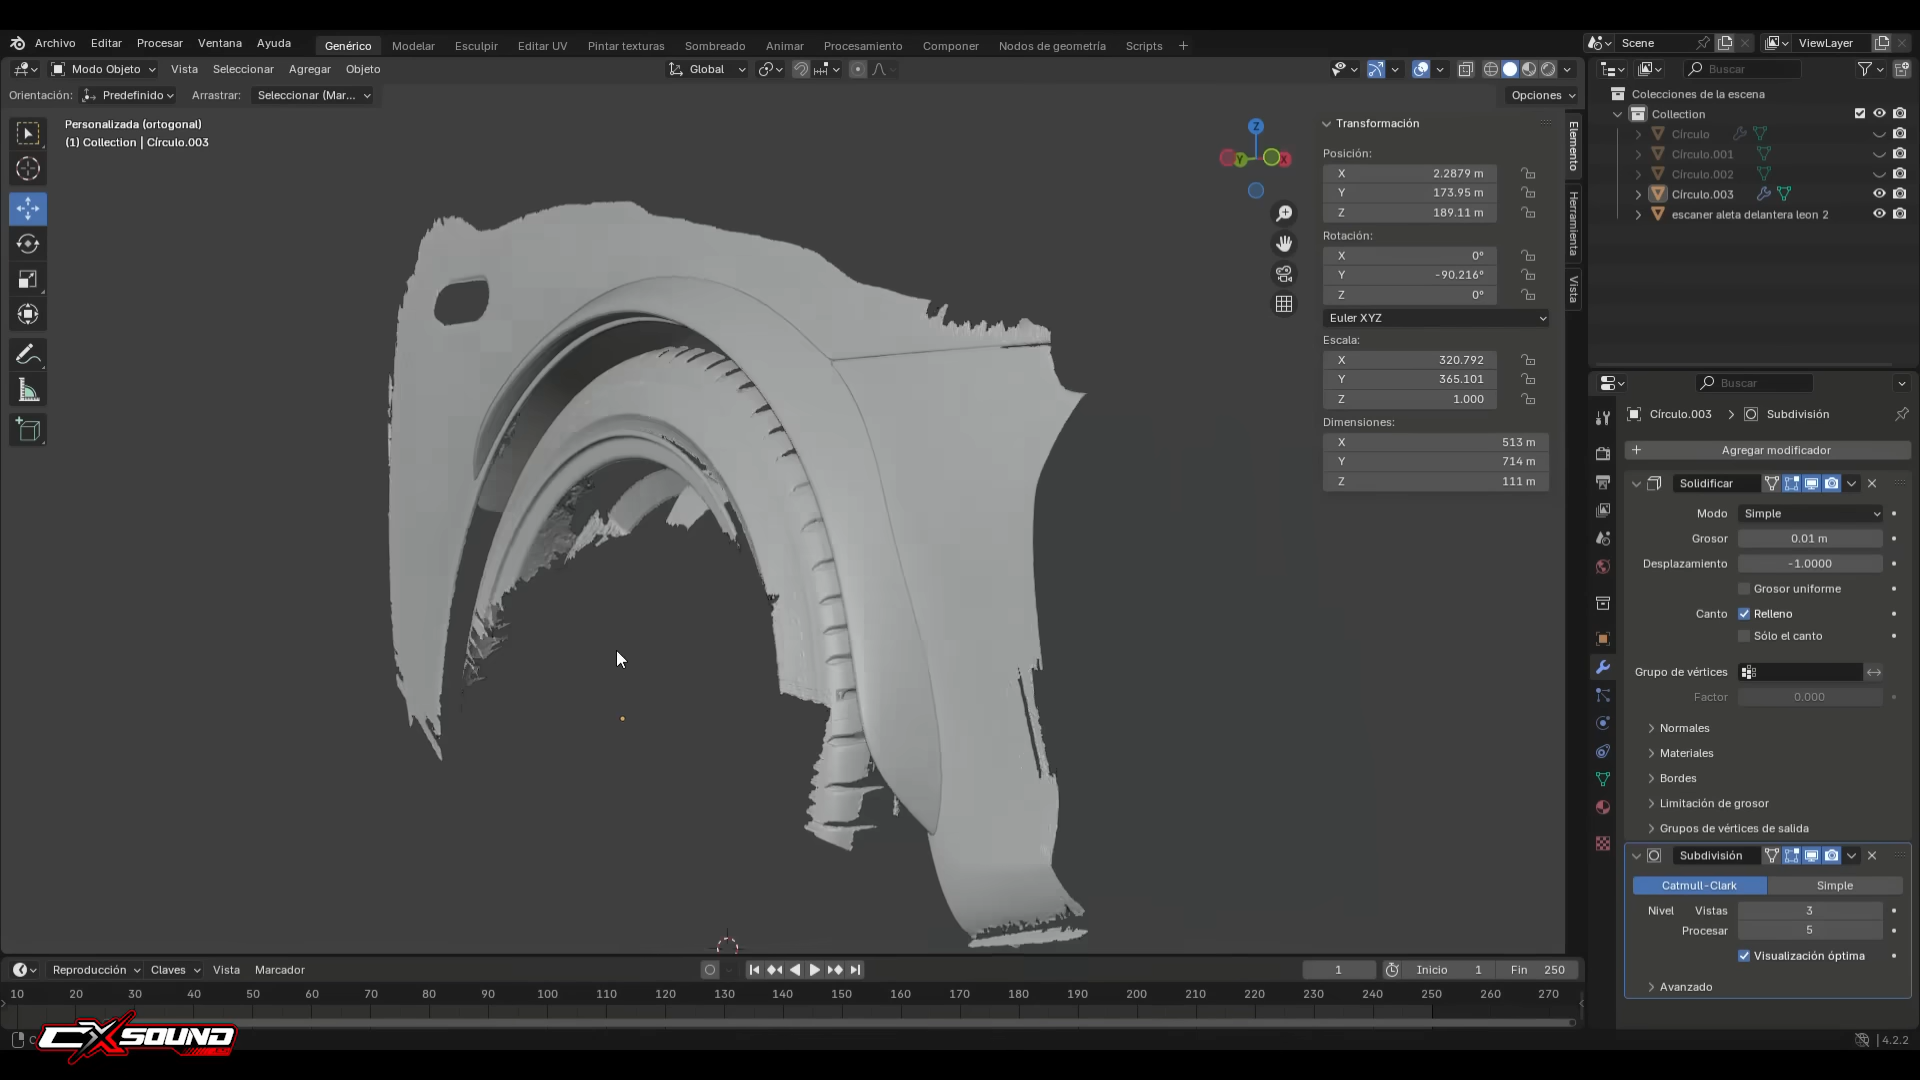 Archivo Editar Procesar Ventana Ayuda Genérico Modelar Esculpir Editar UV Pintar texturas Sombreado Animar Procesamiento Componer Nodos de geometría Scripts + Scene ViewLayer
Modo Objeto Vista Seleccionar Agregar Objeto Global Buscar
Orientación: Predefinido Arrastrar: Seleccionar (Mar... Opciones
Personalizada (ortogonal)
(1) Collection | Círculo.003
Z
Y
X
Transformación
Posición:
X 2.2879 m
Y 173.95 m
Z 189.11 m
Rotación:
X 0°
Y -90.216°
Z 0°
Euler XYZ
Escala:
X 320.792
Y 365.101
Z 1.000
Dimensiones:
X 513 m
Y 714 m
Z 111 m
Elemento
Herramienta
Vista
Colecciones de la escena
Collection
Círculo
Círculo.001
Círculo.002
Círculo.003
escaner aleta delantera leon 2
Buscar
Círculo.003 Subdivisión
+ Agregar modificador
Solidificar
Modo Simple
Grosor 0.01 m
Desplazamiento -1.0000
Grosor uniforme
Canto Relleno
Sólo el canto
Grupo de vértices
Factor 0.000
Normales
Materiales
Bordes
Limitación de grosor
Grupos de vértices de salida
Subdivisión
Catmull-Clark Simple
Nivel Vistas 3
Procesar 5
Visualización óptima
Avanzado
Reproducción Claves Vista Marcador 1 Inicio 1 Fin 250
10 20 30 40 50 60 70 80 90 100 110 120 130 140 150 160 170 180 190 200 210 220 230 240 250 260 270
CXSOUND
4.2.2